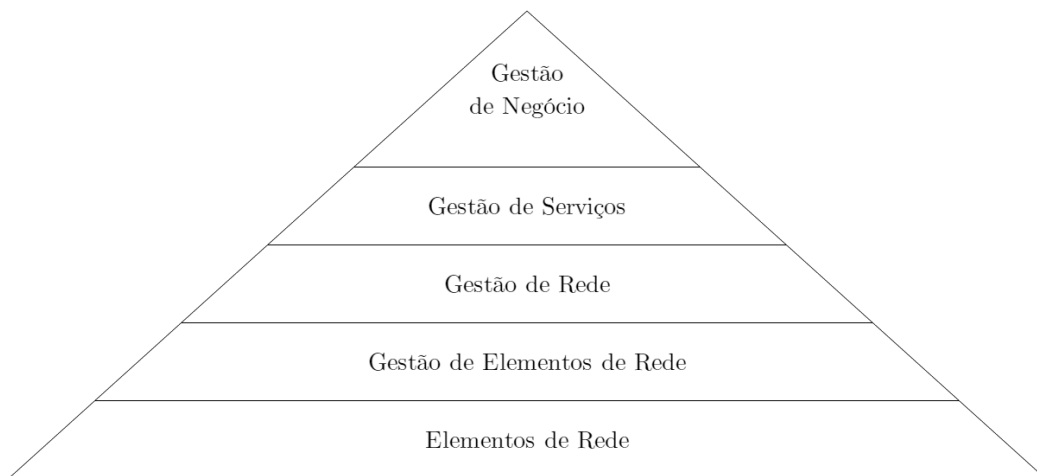 Gestão
de Negócio
Gestão de Serviços
Gestão de Rede
Gestão de Elementos de Rede
Elementos de Rede